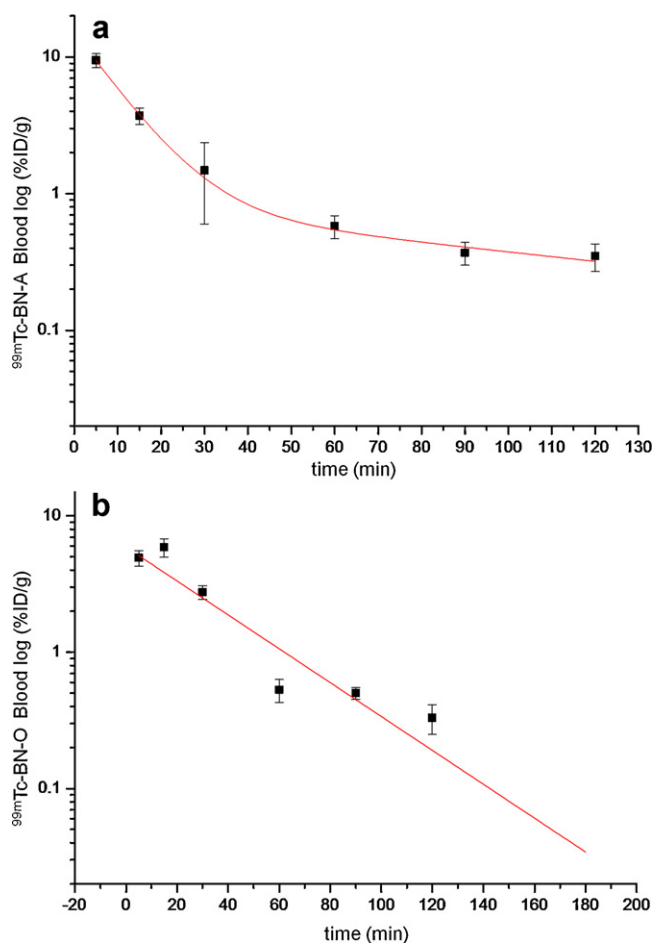 a
99mTc-BN-A Blood log (%ID/g)
10
1
0.1
0 10 20 30 40 50 60 70 80 90 100 110 120 130
time (min)
b
99mTc-BN-O Blood log (%ID/g)
10
1
0.1
-20 0 20 40 60 80 100 120 140 160 180 200
time (min)